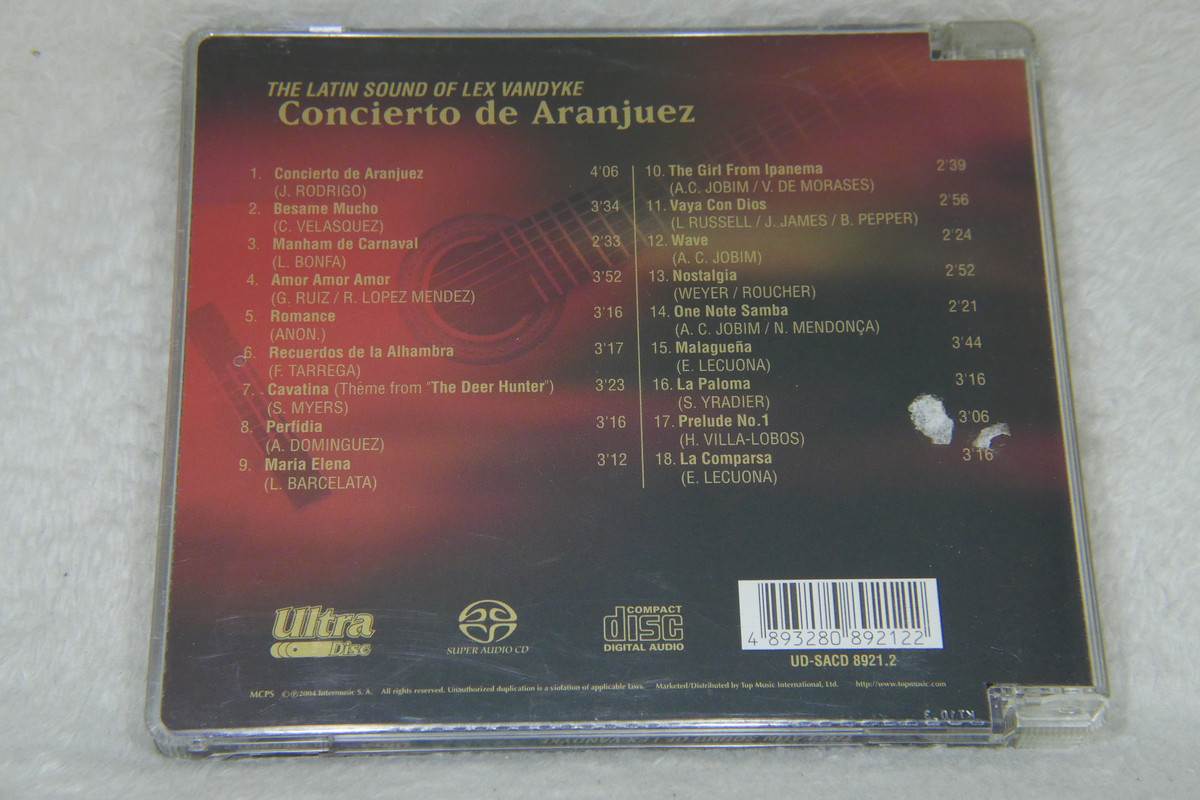 THE LATIN SOUND OF LEX VANDYKE
Concierto de Aranjuez
1. Concierto de Aranjuez 4'06
(J. RODRIGO)
2. Besame Mucho 3'34
(C. VELASQUEZ)
3. Manham de Carnaval 2'33
(L. BONFA)
4. Amor Amor Amor 3'52
(G. RUIZ / R. LOPEZ MENDEZ)
5. Romance 3'16
(ANON.)
6. Recuerdos de la Alhambra 3'17
(F. TARREGA)
7. Cavatina (Theme from "The Deer Hunter") 3'23
(S. MYERS)
8. Perfidia 3'16
(A. DOMINGUEZ)
9. Maria Elena 3'12
(L. BARCELATA)
10. The Girl From Ipanema 2'39
(A.C. JOBIM / V. DE MORASES)
11. Vaya Con Dios 2'56
(L RUSSELL / J. JAMES / B. PEPPER)
12. Wave 2'24
(A. C. JOBIM)
13. Nostalgia 2'52
(WEYER / ROUCHER)
14. One Note Samba 2'21
(A. C. JOBIM / N. MENDONÇA)
15. Malagueña 3'44
(E. LECUONA)
16. La Paloma 3'16
(S. YRADIER)
17. Prelude No.1 3'06
(H. VILLA-LOBOS)
18. La Comparsa 3'16
(E. LECUONA)
Ultra
Disc
SUPER AUDIO CD
COMPACT
disc
DIGITAL AUDIO
4 893280 892122
UD-SACD 8921.2
MCPS ©℗2004 Intermusic S. A. All rights reserved. Unauthorized duplication is a violation of applicable Laws. Marketed/Distributed by Top Music International, Ltd. http://www.topmusic.com